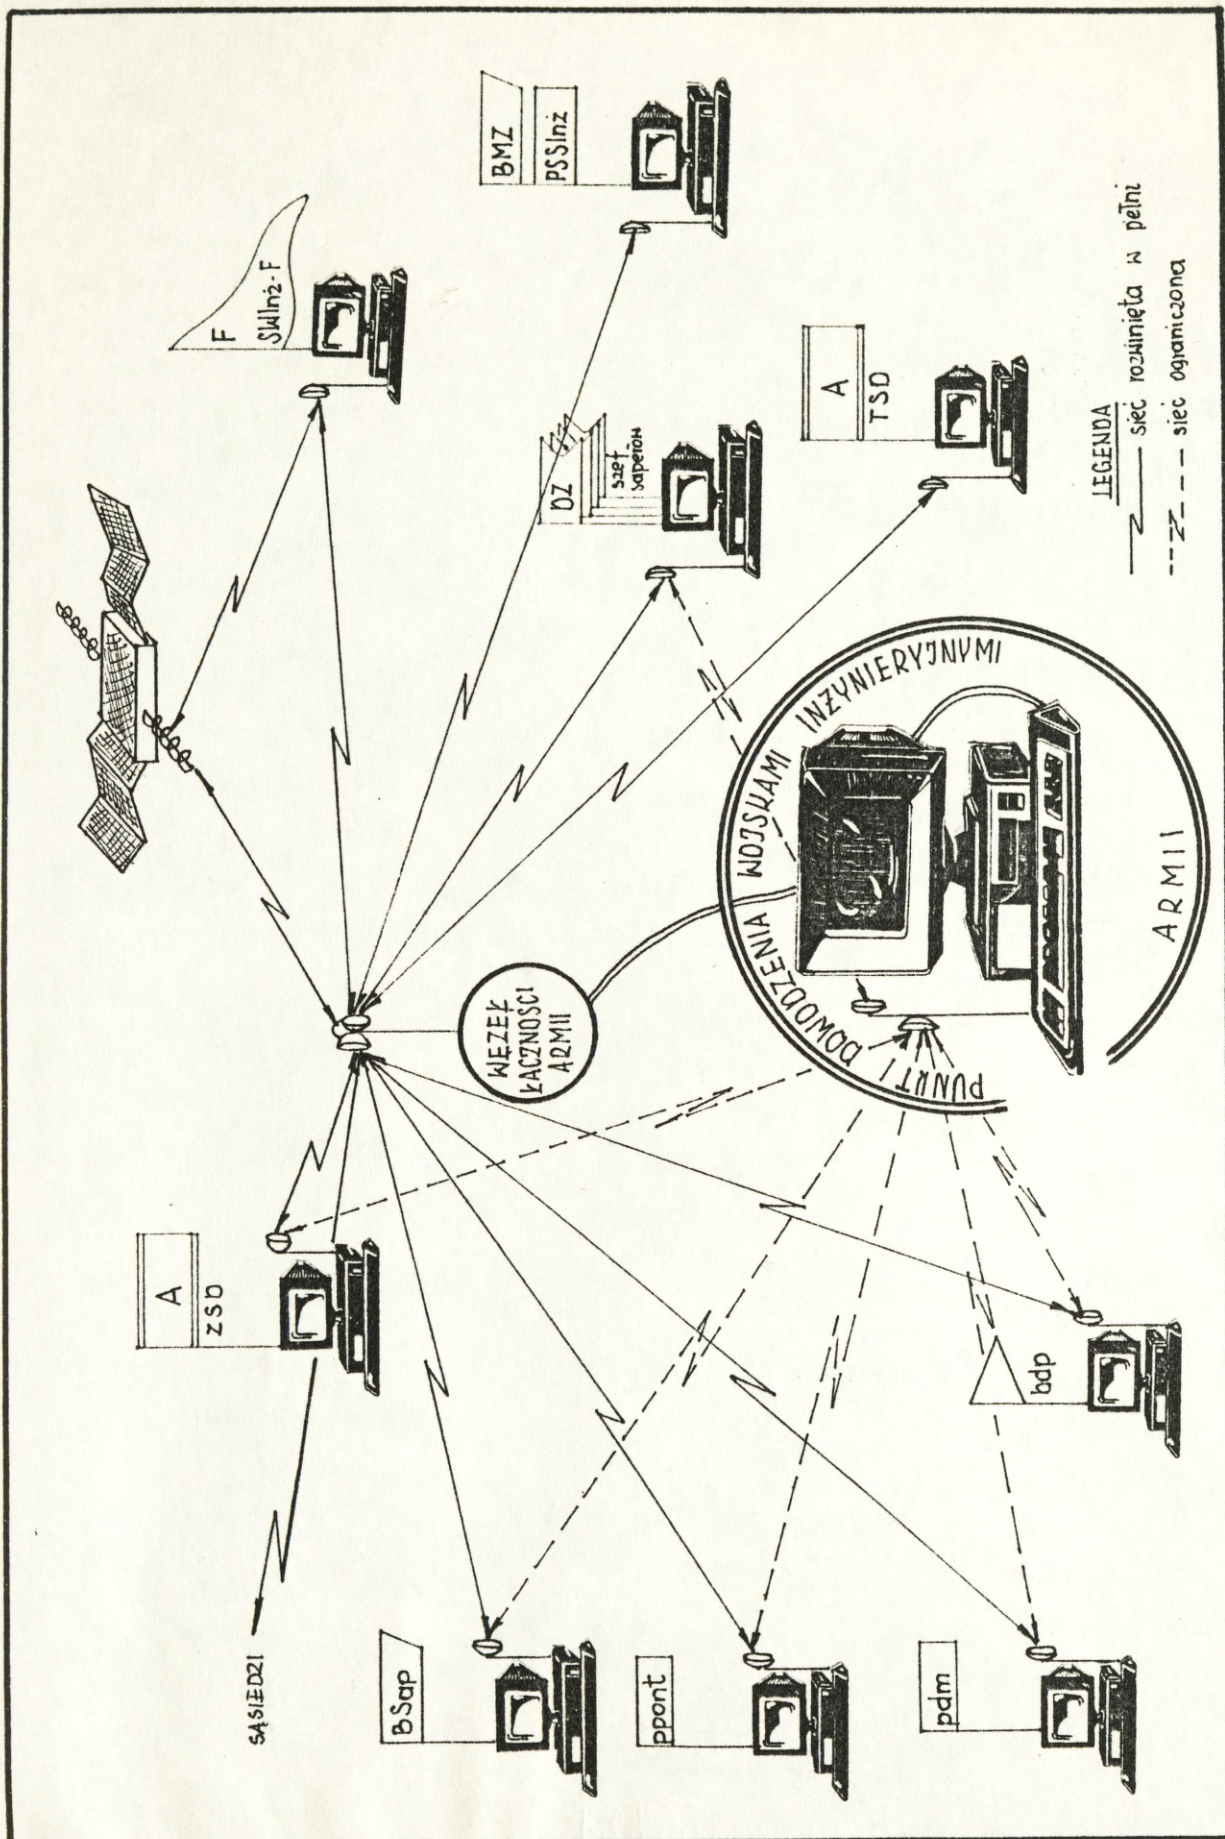 SĄSIEDZI
A
ZSD
F
SWInż-F
BMZ
PSSInż
DZ
szef
saperów
A
TSD
WĘZEŁ
ŁĄCZNOŚCI
ARMII
BSap
ppont
pdm
bdp
PUNKT DOWODZENIA WOJSKAMI INŻYNIERYJNYMI
ARMII
LEGENDA
sieć rozwinięta w pełni
sieć ograniczona